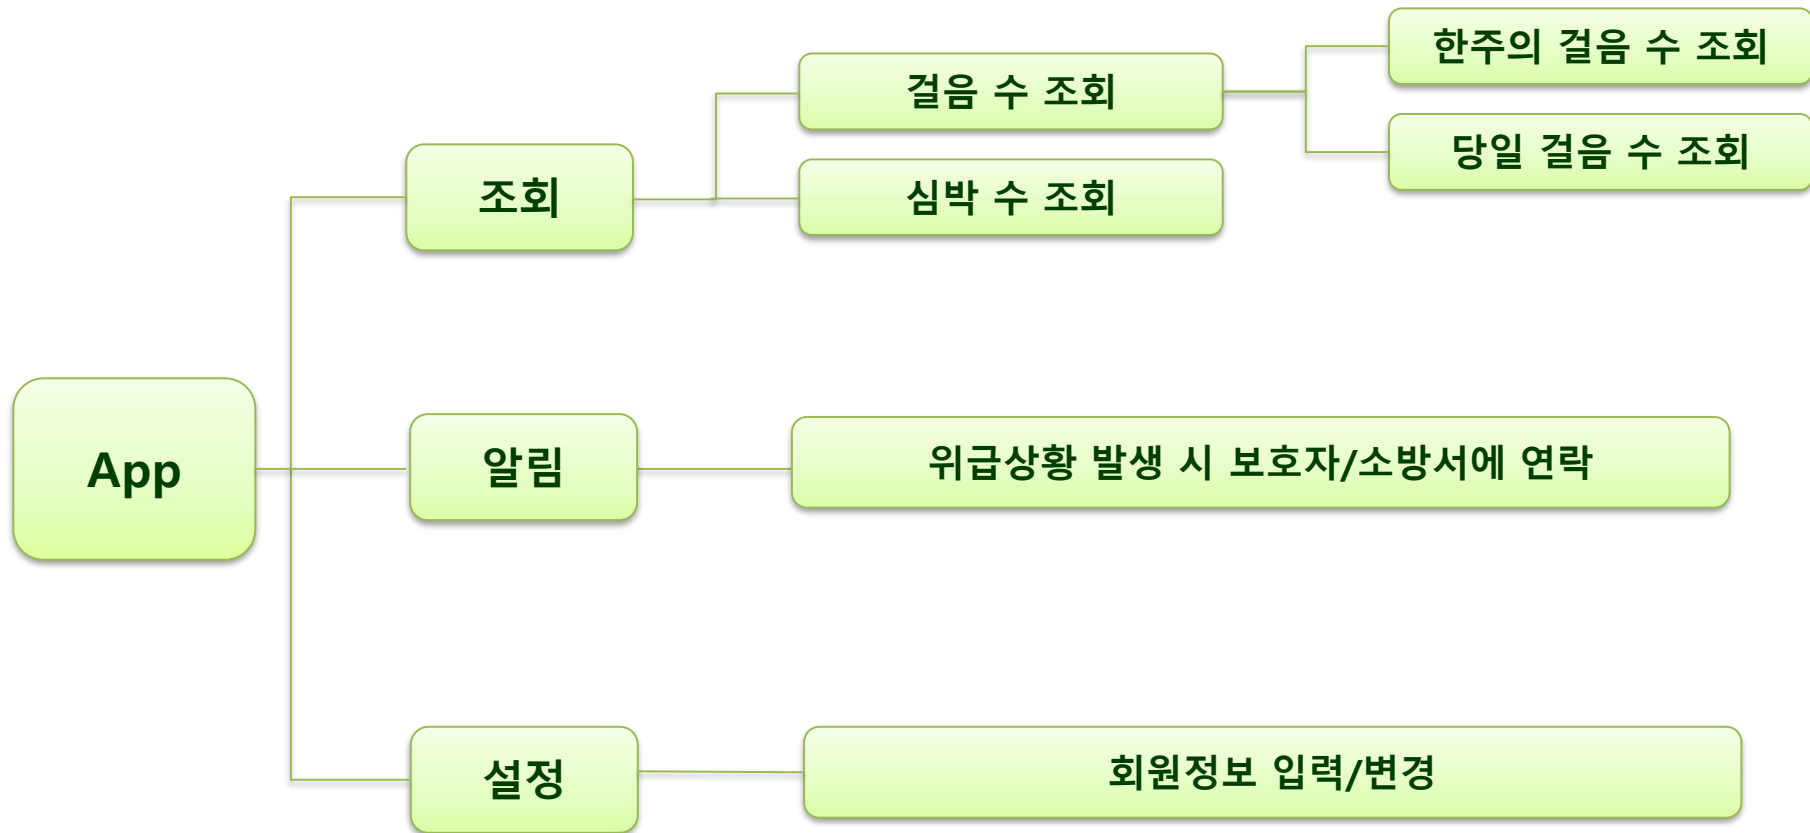 한주의 걸음 수 조회
걸음 수 조회
당일 걸음 수 조회
조회
심박 수 조회
App
알림
위급상황 발생 시 보호자/소방서에 연락
설정
회원정보 입력/변경